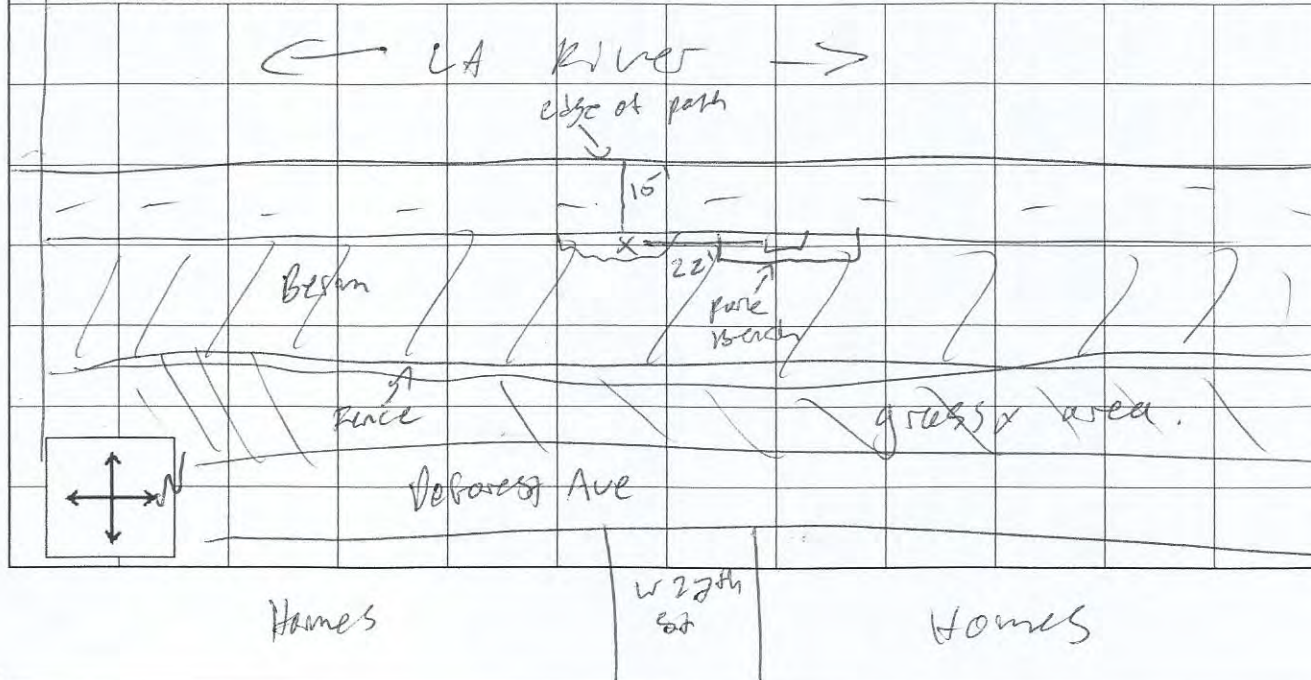 LA River
edge of path
15'
X
22'
Berm
park
Bench
Fence
grassy area.
N
DeForest Ave
Homes
W 27th
St
Homes